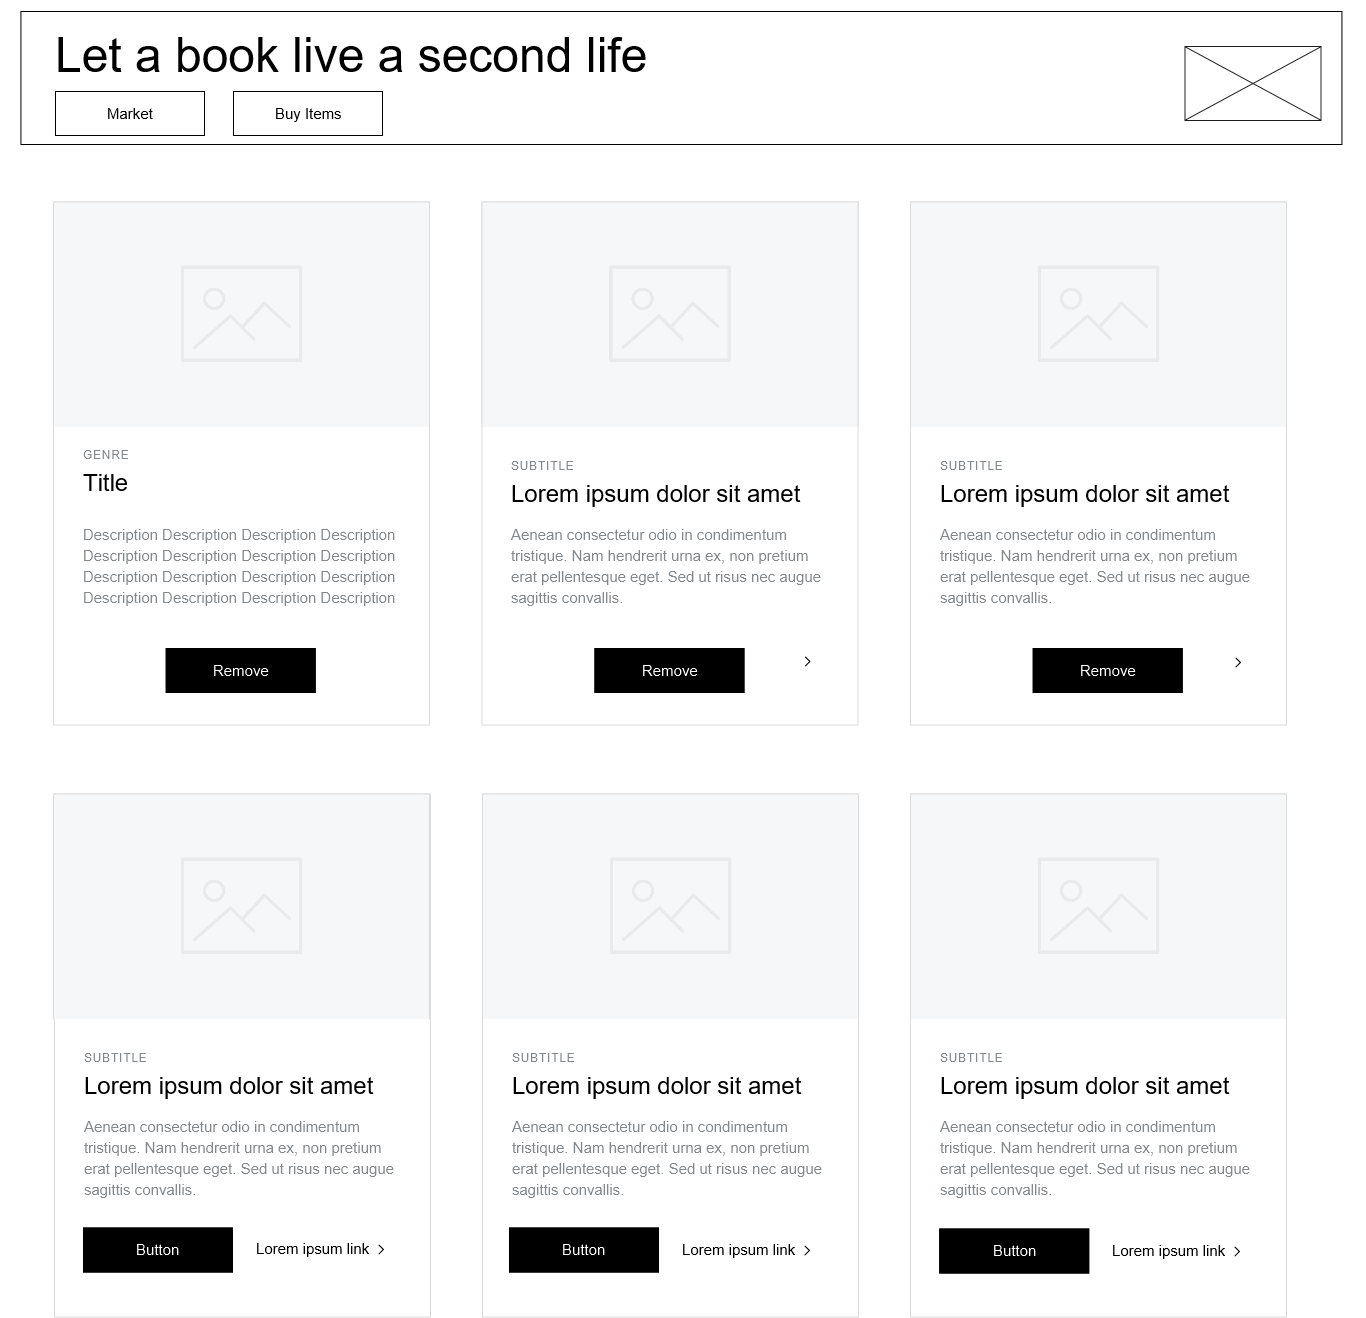 Let a book live a second life
Market
Buy Items
GENRE
Title
Description Description Description Description
Description Description Description Description
Description Description Description Description
Description Description Description Description
Remove
SUBTITLE
Lorem ipsum dolor sit amet
Aenean consectetur odio in condimentum
tristique. Nam hendrerit urna ex, non pretium
erat pellentesque eget. Sed ut risus nec augue
sagittis convallis.
Remove
SUBTITLE
Lorem ipsum dolor sit amet
Aenean consectetur odio in condimentum
tristique. Nam hendrerit urna ex, non pretium
erat pellentesque eget. Sed ut risus nec augue
sagittis convallis.
Remove
SUBTITLE
Lorem ipsum dolor sit amet
Aenean consectetur odio in condimentum
tristique. Nam hendrerit urna ex, non pretium
erat pellentesque eget. Sed ut risus nec augue
sagittis convallis.
Button
Lorem ipsum link
SUBTITLE
Lorem ipsum dolor sit amet
Aenean consectetur odio in condimentum
tristique. Nam hendrerit urna ex, non pretium
erat pellentesque eget. Sed ut risus nec augue
sagittis convallis.
Button
Lorem ipsum link
SUBTITLE
Lorem ipsum dolor sit amet
Aenean consectetur odio in condimentum
tristique. Nam hendrerit urna ex, non pretium
erat pellentesque eget. Sed ut risus nec augue
sagittis convallis.
Button
Lorem ipsum link